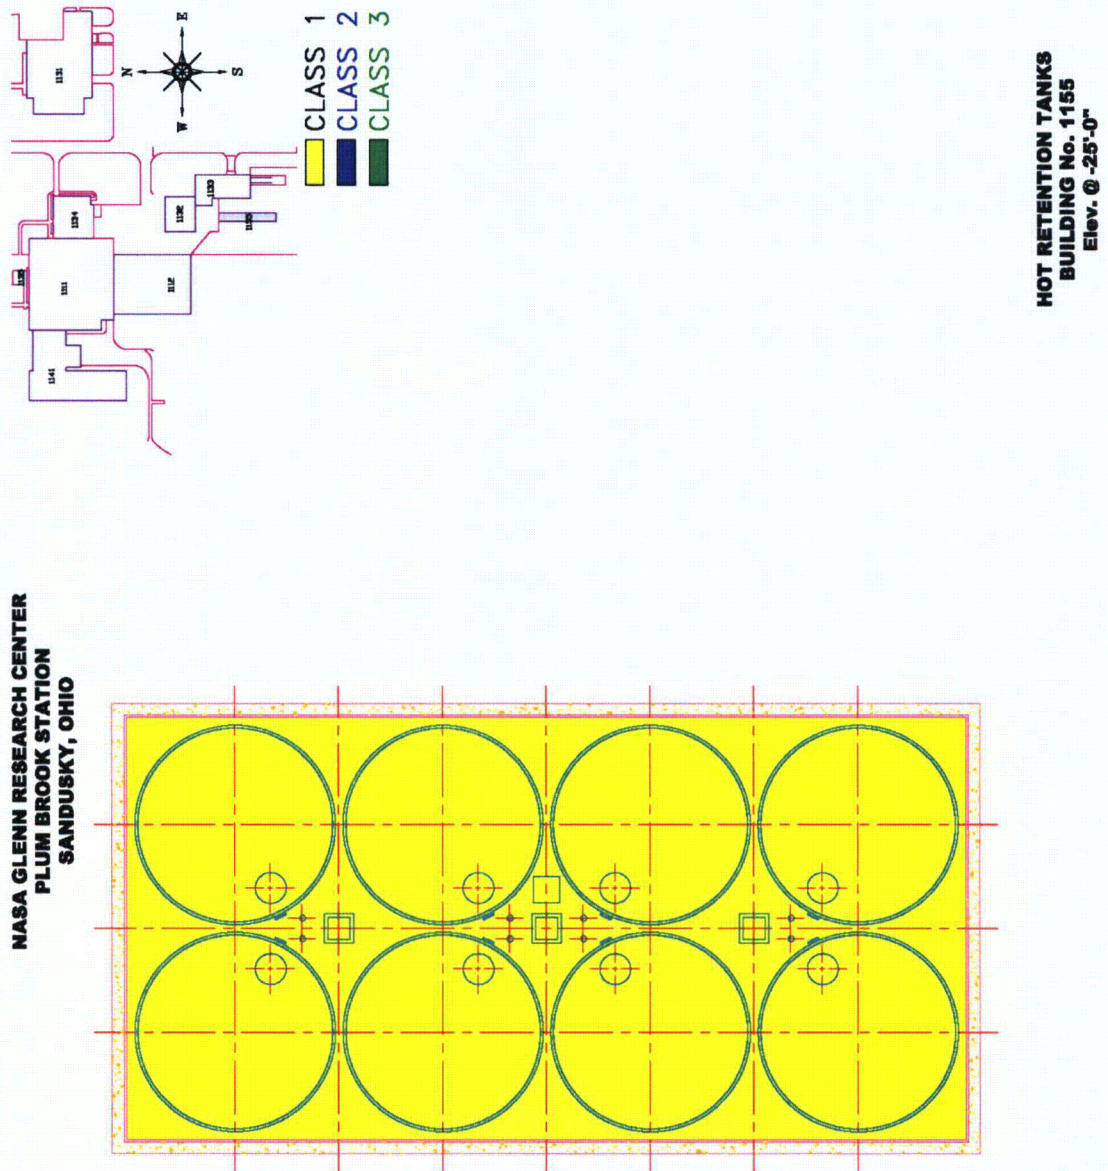 NASA GLENN RESEARCH CENTER
PLUM BROOK STATION
SANDUSKY, OHIO
1131
N
E
S
W
CLASS 1
CLASS 2
CLASS 3
1134
1133
1132
1111
1112
1141
HOT RETENTION TANKS
BUILDING No. 1155
Elev. @ -25'-0"